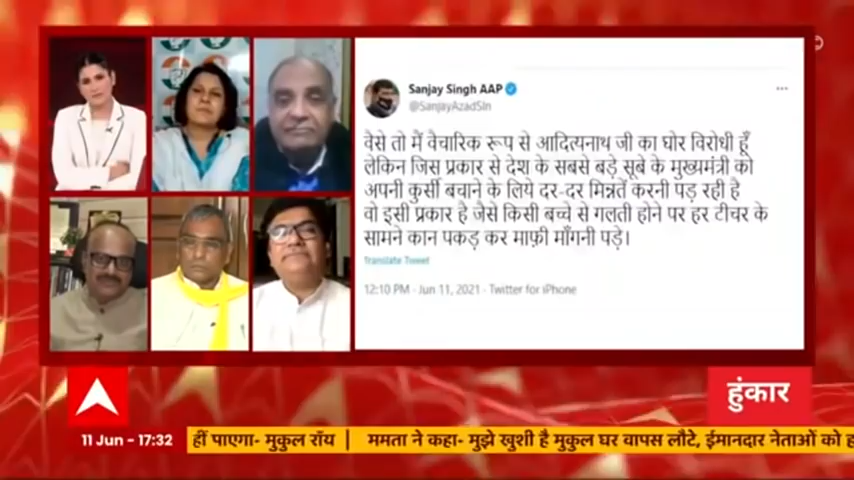 Sanjay Singh AAP
@SanjayAzadSln
वैसे तो मैं वैचारिक रूप से आदित्यनाथ जी का घोर विरोधी हूँ
लेकिन जिस प्रकार से देश के सबसे बड़े सूबे के मुख्यमंत्री को
अपनी कुर्सी बचाने के लिये दर-दर मिन्नतें करनी पड़ रही है
वो इसी प्रकार है जैसे किसी बच्चे से गलती होने पर हर टीचर के
सामने कान पकड़ कर माफ़ी माँगनी पड़े।
Translate Tweet
12:10 PM - Jun 11, 2021 - Twitter for iPhone
हुंकार
11 Jun - 17:32
हीं पाएगा- मुकुल रॉय | ममता ने कहा- मुझे खुशी है मुकुल घर वापस लौटे, ईमानदार नेताओं को ह